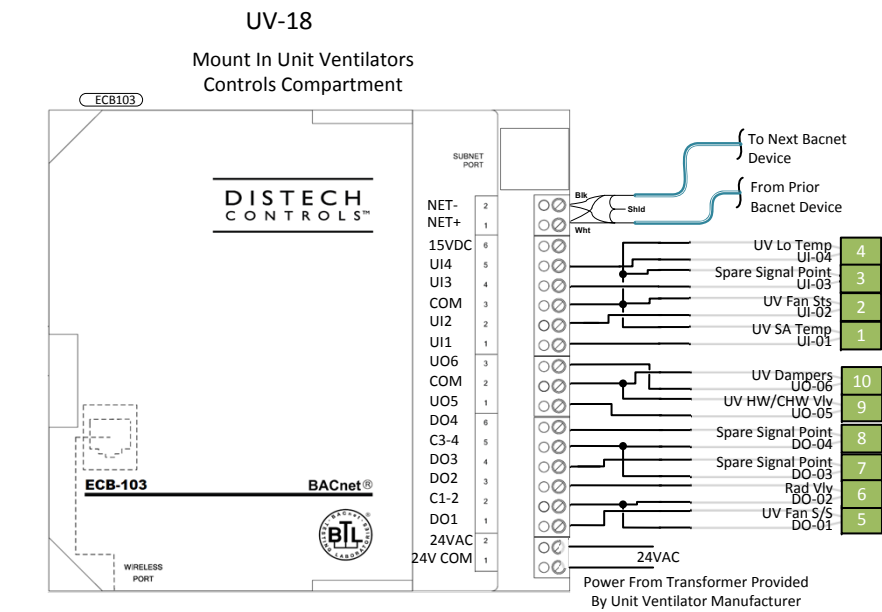 UV-18
Mount In Unit Ventilators
Controls Compartment
ECB103
SUBNET
PORT
DISTECH
CONTROLS™
ECB-103
BACnet®
BACnet
BTL
TESTING LABORATORIES
WIRELESS
PORT
NET- 2
NET+ 1
15VDC 6
UI4 5
UI3 4
COM 3
UI2 2
UI1 1
UO6 3
COM 2
UO5 1
DO4 6
C3-4 5
DO3 4
DO2 3
C1-2 2
DO1 1
24VAC 2
24V COM 1
Blk
Shld
Wht
To Next Bacnet
Device
From Prior
Bacnet Device
UV Lo Temp
UI-04
4
Spare Signal Point
UI-03
3
UV Fan Sts
UI-02
2
UV SA Temp
UI-01
1
UV Dampers
UO-06
10
UV HW/CHW Vlv
UO-05
9
Spare Signal Point
DO-04
8
Spare Signal Point
DO-03
7
Rad Vlv
DO-02
6
UV Fan S/S
DO-01
5
24VAC
Power From Transformer Provided
By Unit Ventilator Manufacturer